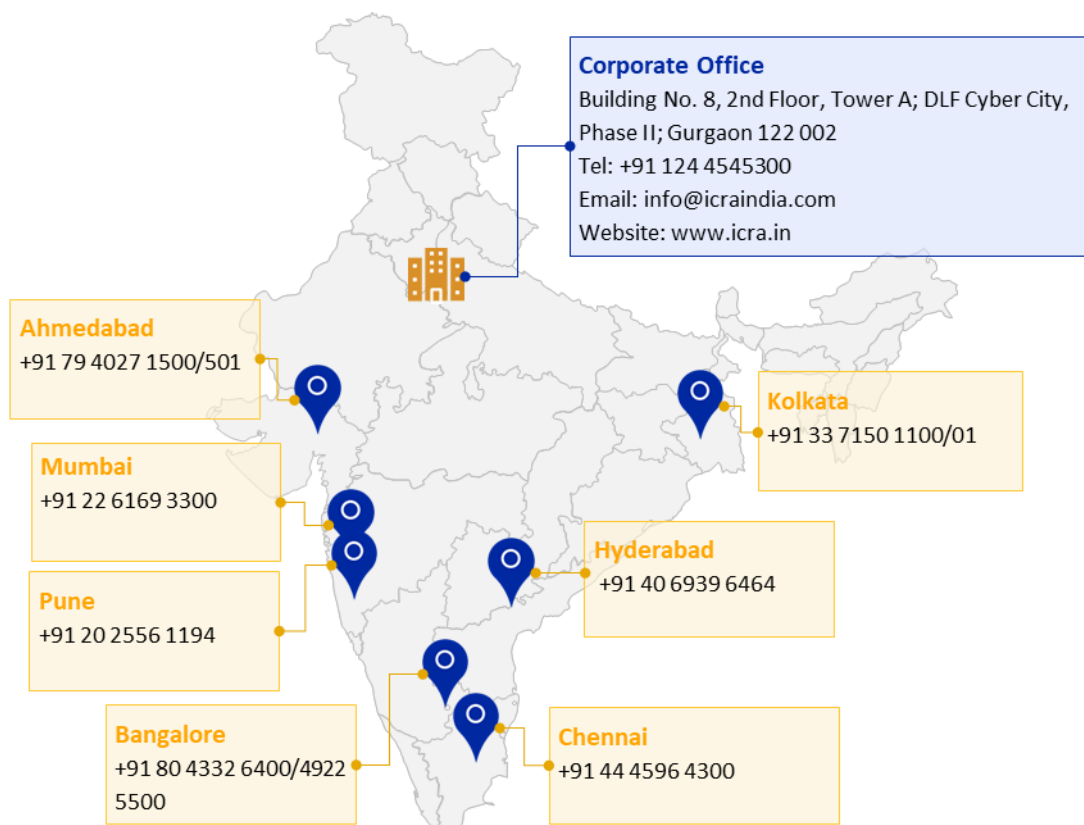 Corporate Office
Building No. 8, 2nd Floor, Tower A; DLF Cyber City,
Phase II; Gurgaon 122 002
Tel: +91 124 4545300
Email: info@icraindia.com
Website: www.icra.in
Ahmedabad
+91 79 4027 1500/501
Kolkata
+91 33 7150 1100/01
Mumbai
+91 22 6169 3300
Hyderabad
+91 40 6939 6464
Pune
+91 20 2556 1194
Bangalore
+91 80 4332 6400/4922
5500
Chennai
+91 44 4596 4300